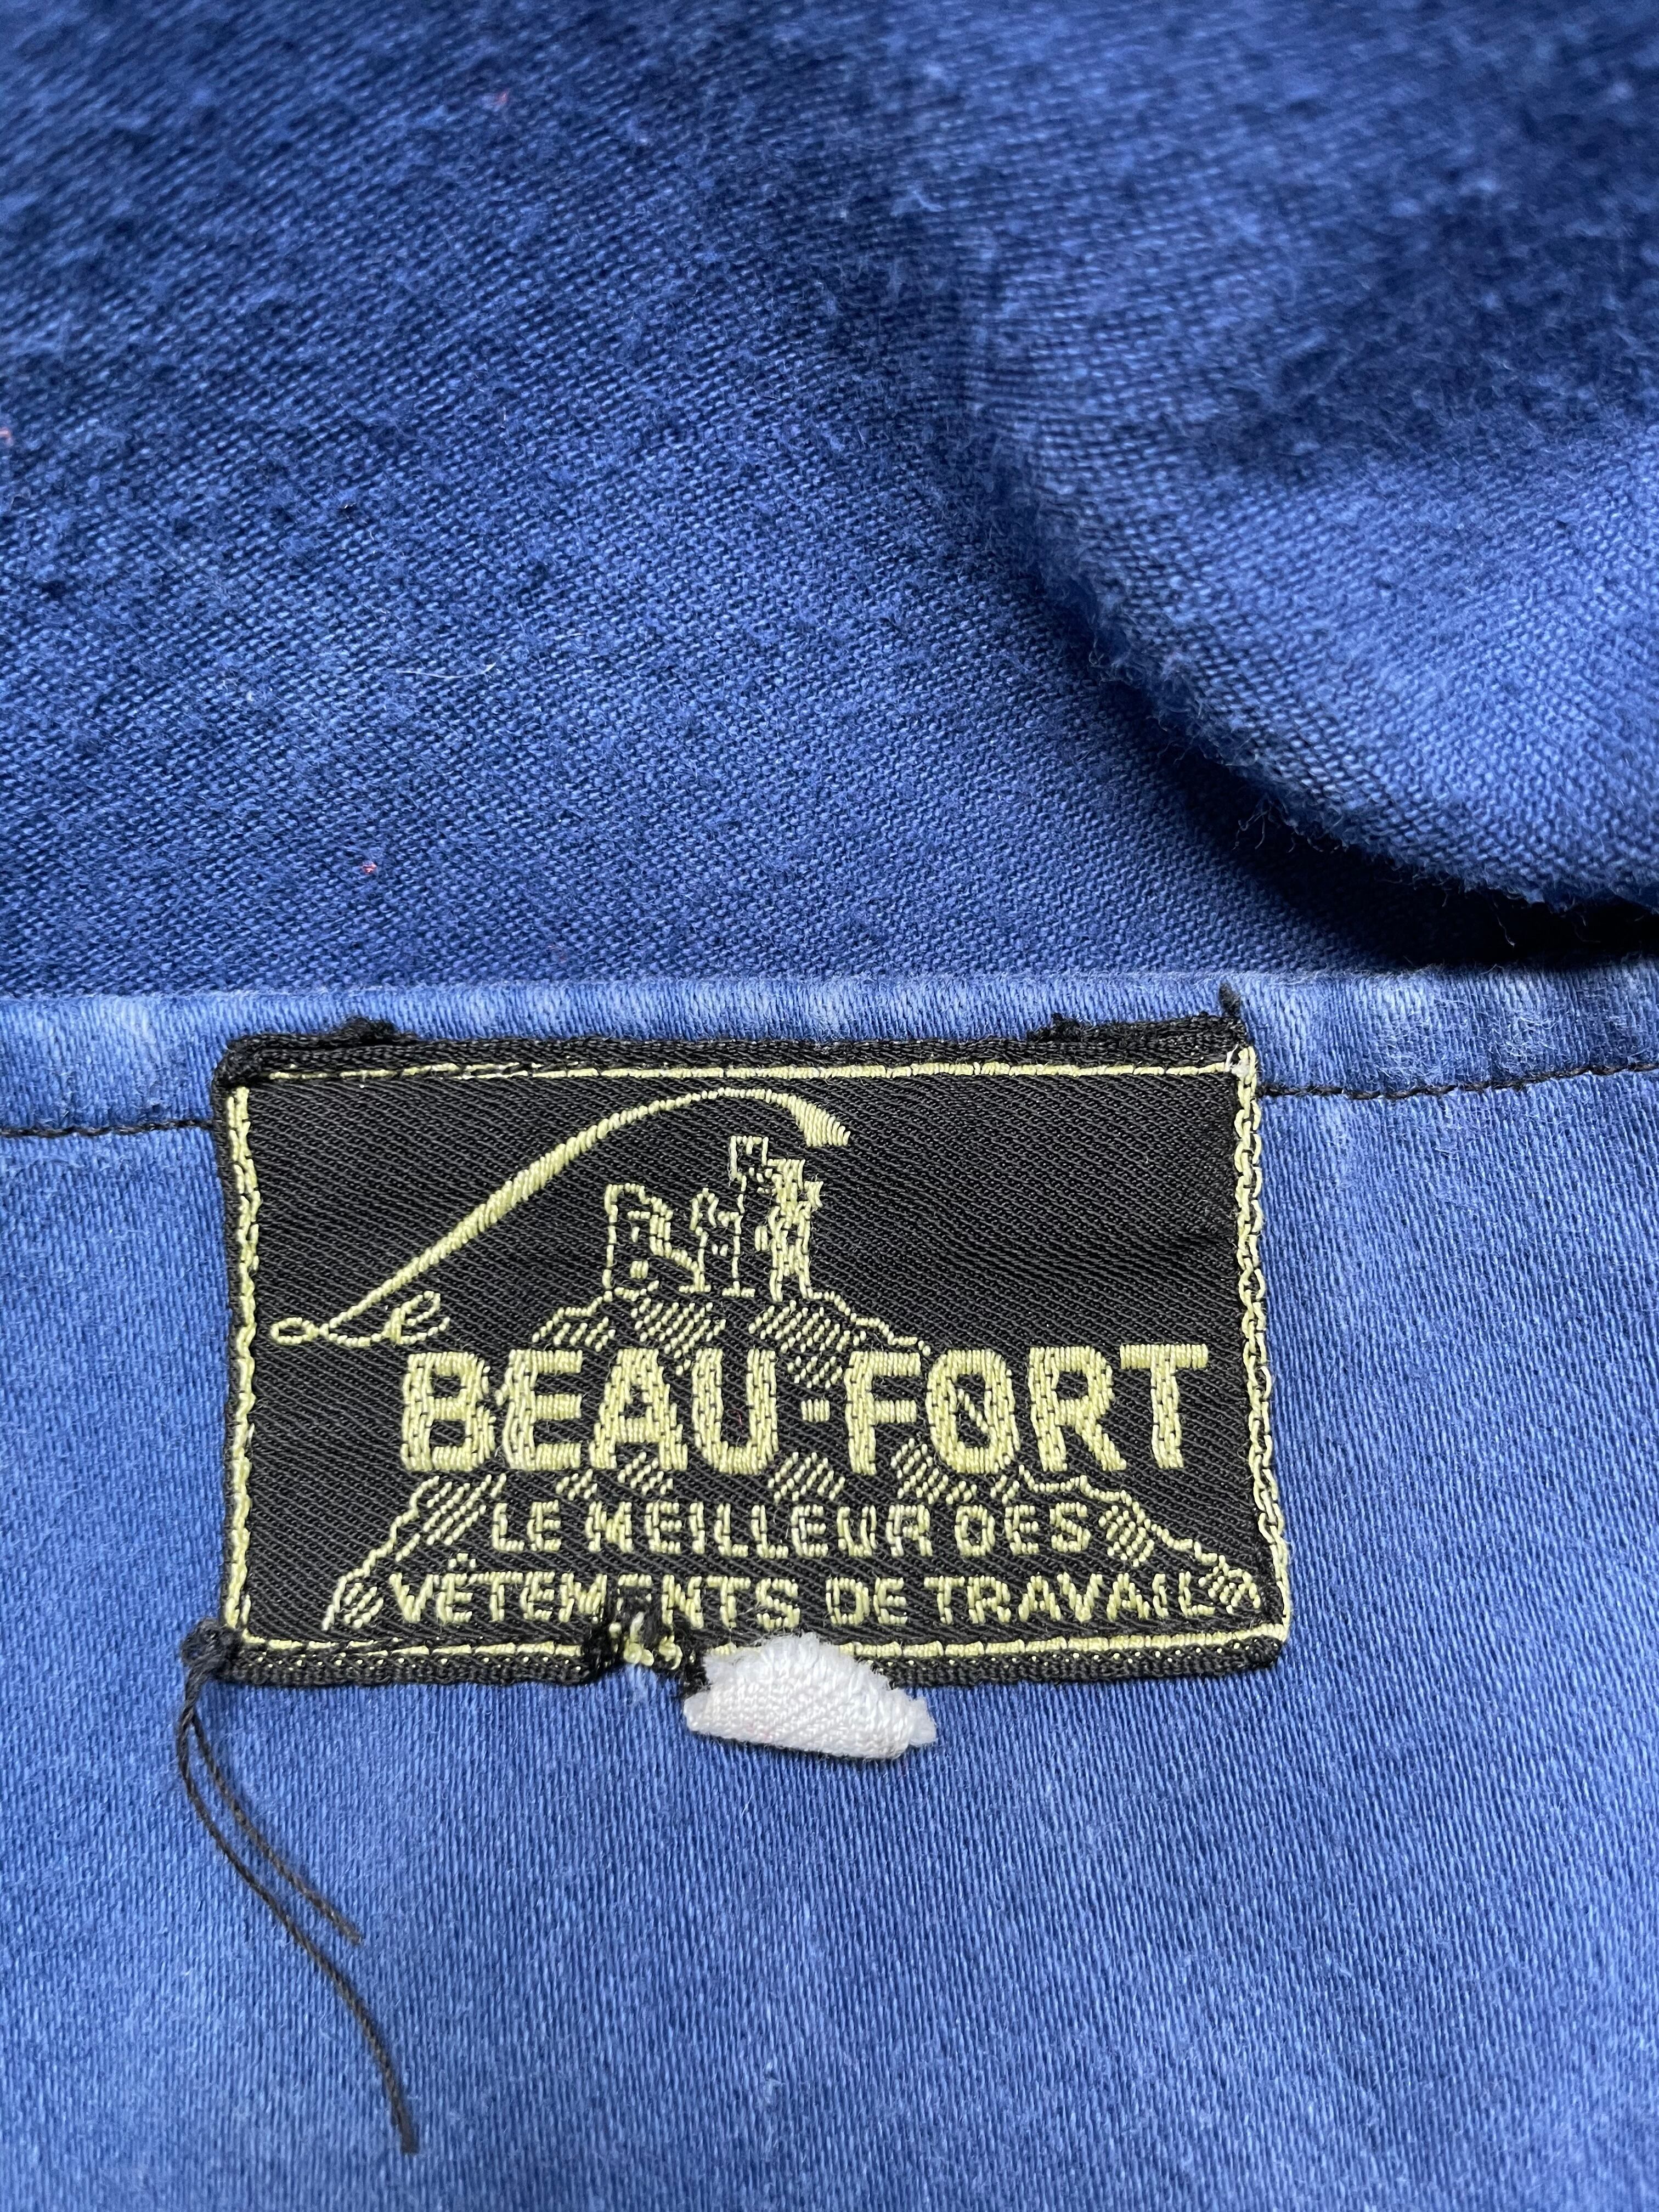 Le
BEAU-FORT
LE MEILLEUR DES
VÊTEMENTS DE TRAVAIL